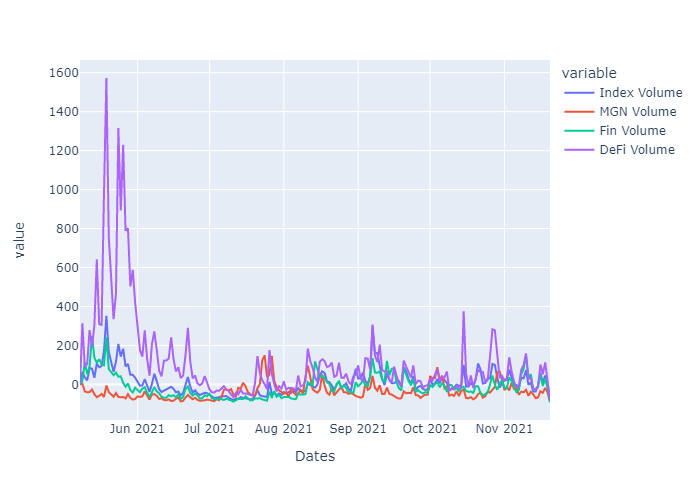 variable
Index Volume
MGN Volume
Fin Volume
DeFi Volume
1600
1400
1200
1000
800
600
400
200
0
value
Jun 2021 Jul 2021 Aug 2021 Sep 2021 Oct 2021 Nov 2021
Dates